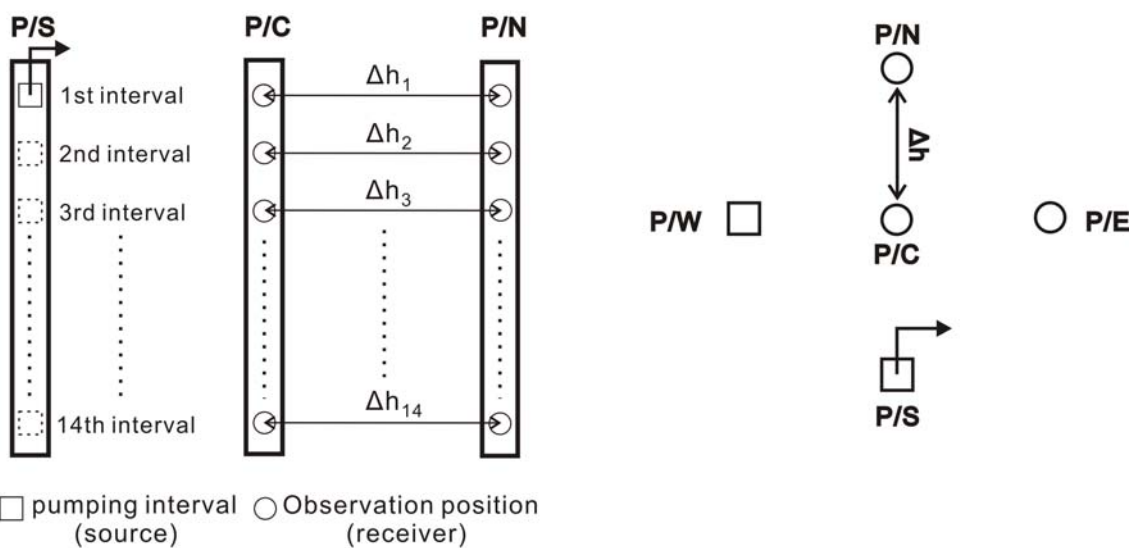 P/S
P/C
P/N
1st interval
Δh1
2nd interval
Δh2
3rd interval
Δh3
14th interval
Δh14
pumping interval
(source)
Observation position
(receiver)
P/N
Δh
P/W
P/C
P/E
P/S